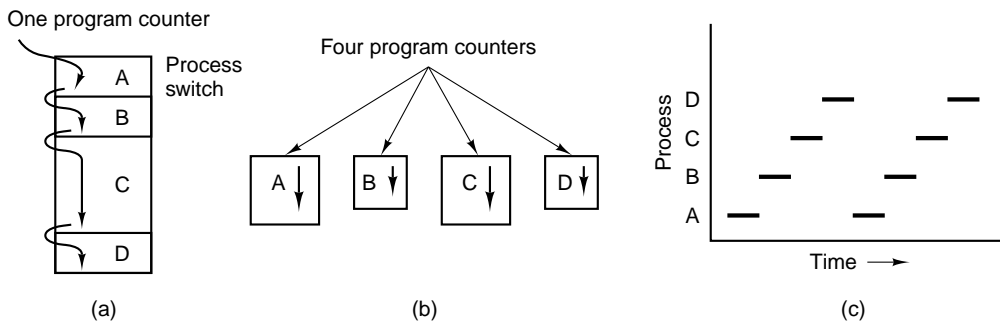 One program counter
A
B
C
D
Process
switch
(a)
Four program counters
A
B
C
D
(b)
Process
D
C
B
A
Time
(c)